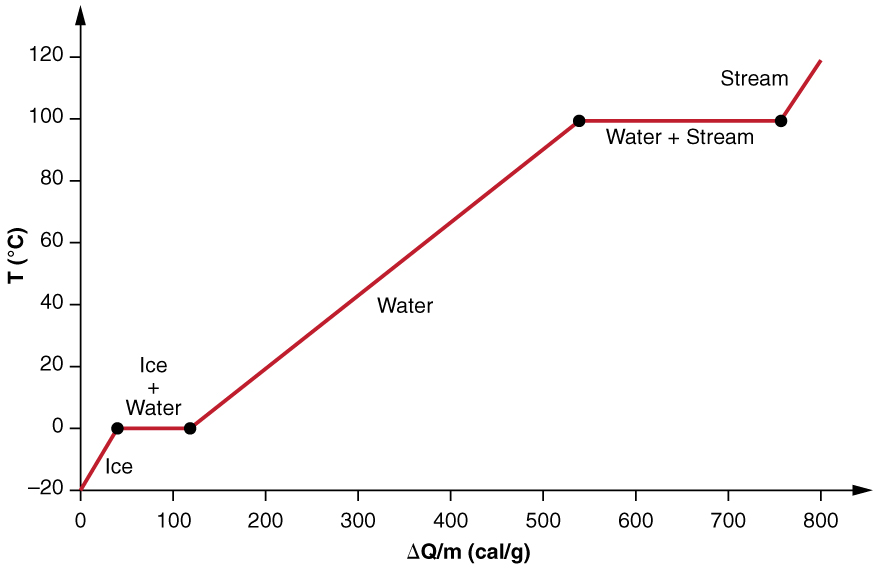 120
100
80
60
40
20
0
–20
T (°C)
Stream
Water + Stream
Water
Ice
+
Water
Ice
0 100 200 300 400 500 600 700 800
ΔQ/m (cal/g)